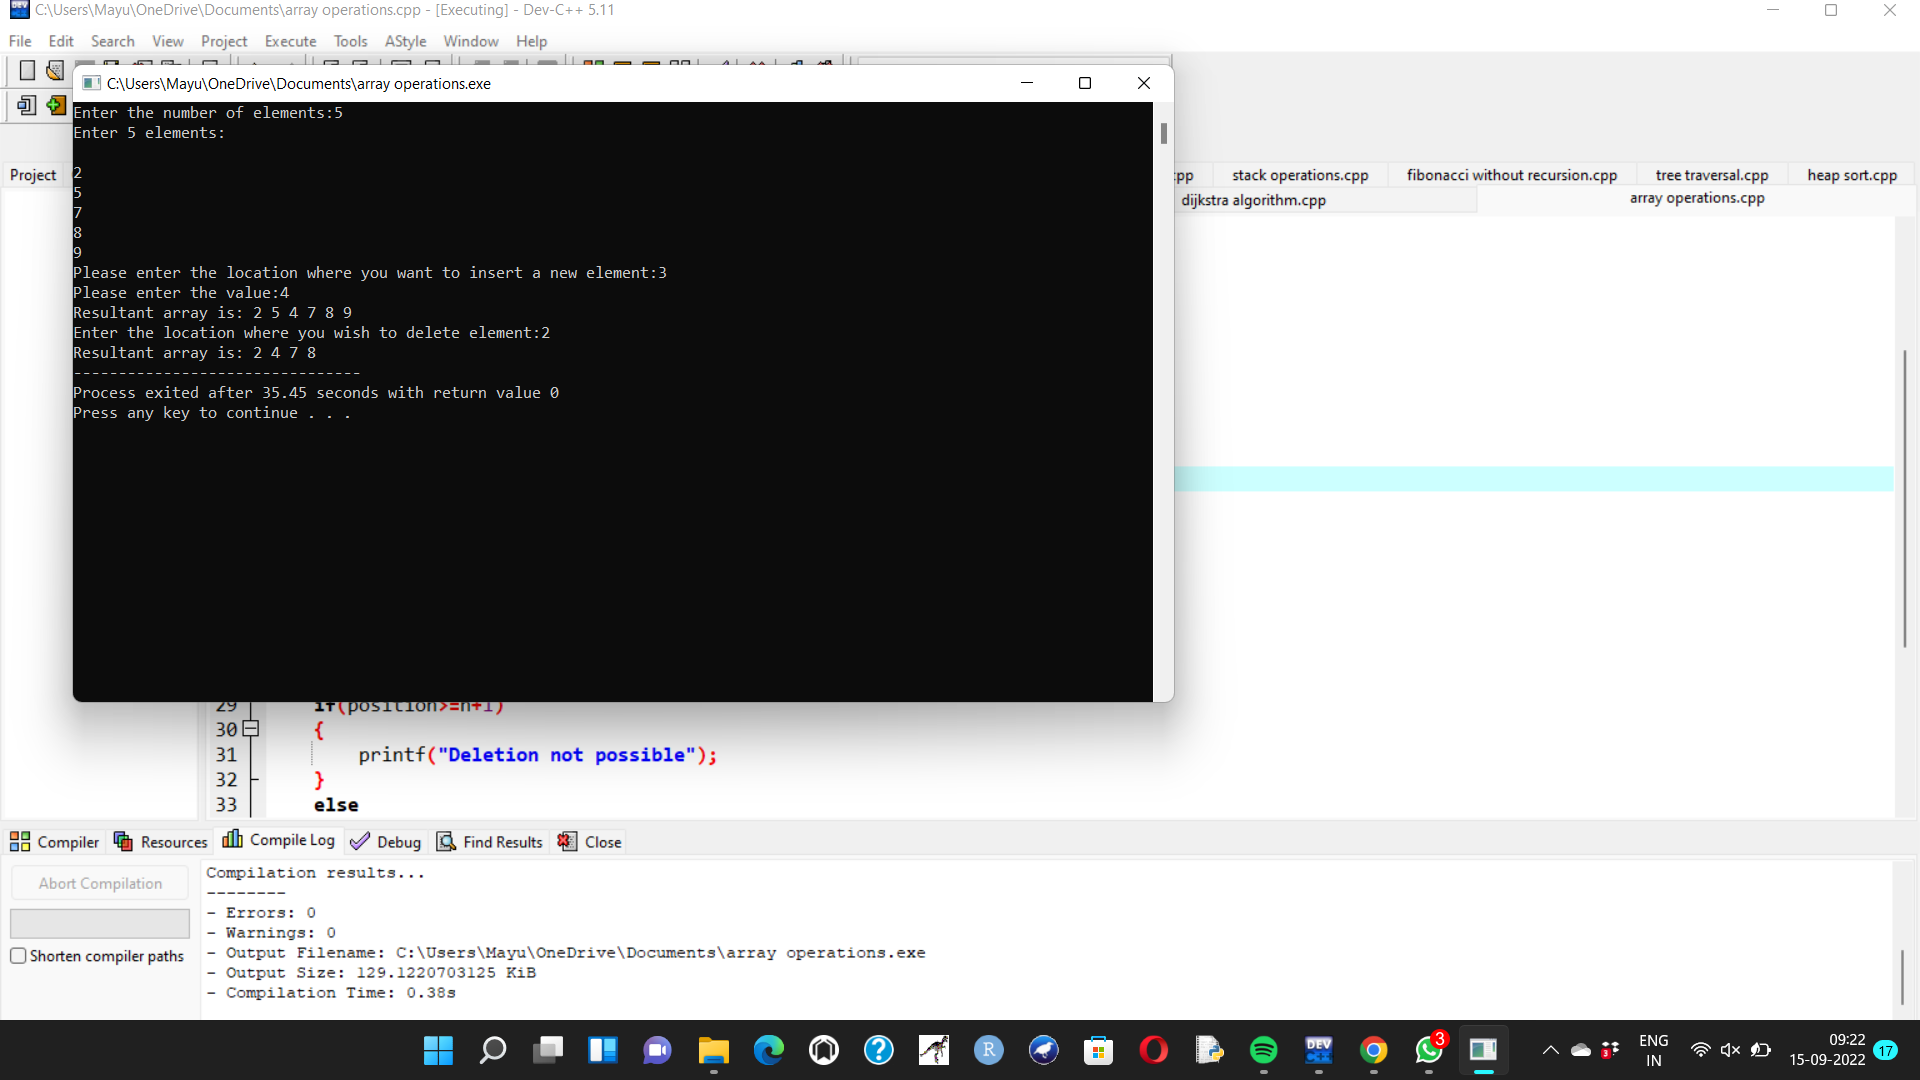 C:\Users\Mayu\OneDrive\Documents\array operations.cpp - [Executing] - Dev-C++ 5.11
File Edit Search View Project Execute Tools AStyle Window Help
C:\Users\Mayu\OneDrive\Documents\array operations.exe
Enter the number of elements:5
Enter 5 elements:
2
5
7
8
9
Please enter the location where you want to insert a new element:3
Please enter the value:4
Resultant array is: 2 5 4 7 8 9
Enter the location where you wish to delete element:2
Resultant array is: 2 4 7 8
--------------------------------
Process exited after 35.45 seconds with return value 0
Press any key to continue . . .
Project
stack operations.cpp fibonacci without recursion.cpp tree traversal.cpp heap sort.cpp
dijkstra algorithm.cpp array operations.cpp
29 if(position>=n+1)
30 {
31 printf("Deletion not possible");
32 }
33 else
Compiler Resources Compile Log Debug Find Results Close
Abort Compilation
Shorten compiler paths
Compilation results...
--------
- Errors: 0
- Warnings: 0
- Output Filename: C:\Users\Mayu\OneDrive\Documents\array operations.exe
- Output Size: 129.1220703125 KiB
- Compilation Time: 0.38s
R
DEV
C++
3
3
ENG
IN
09:22
15-09-2022
17